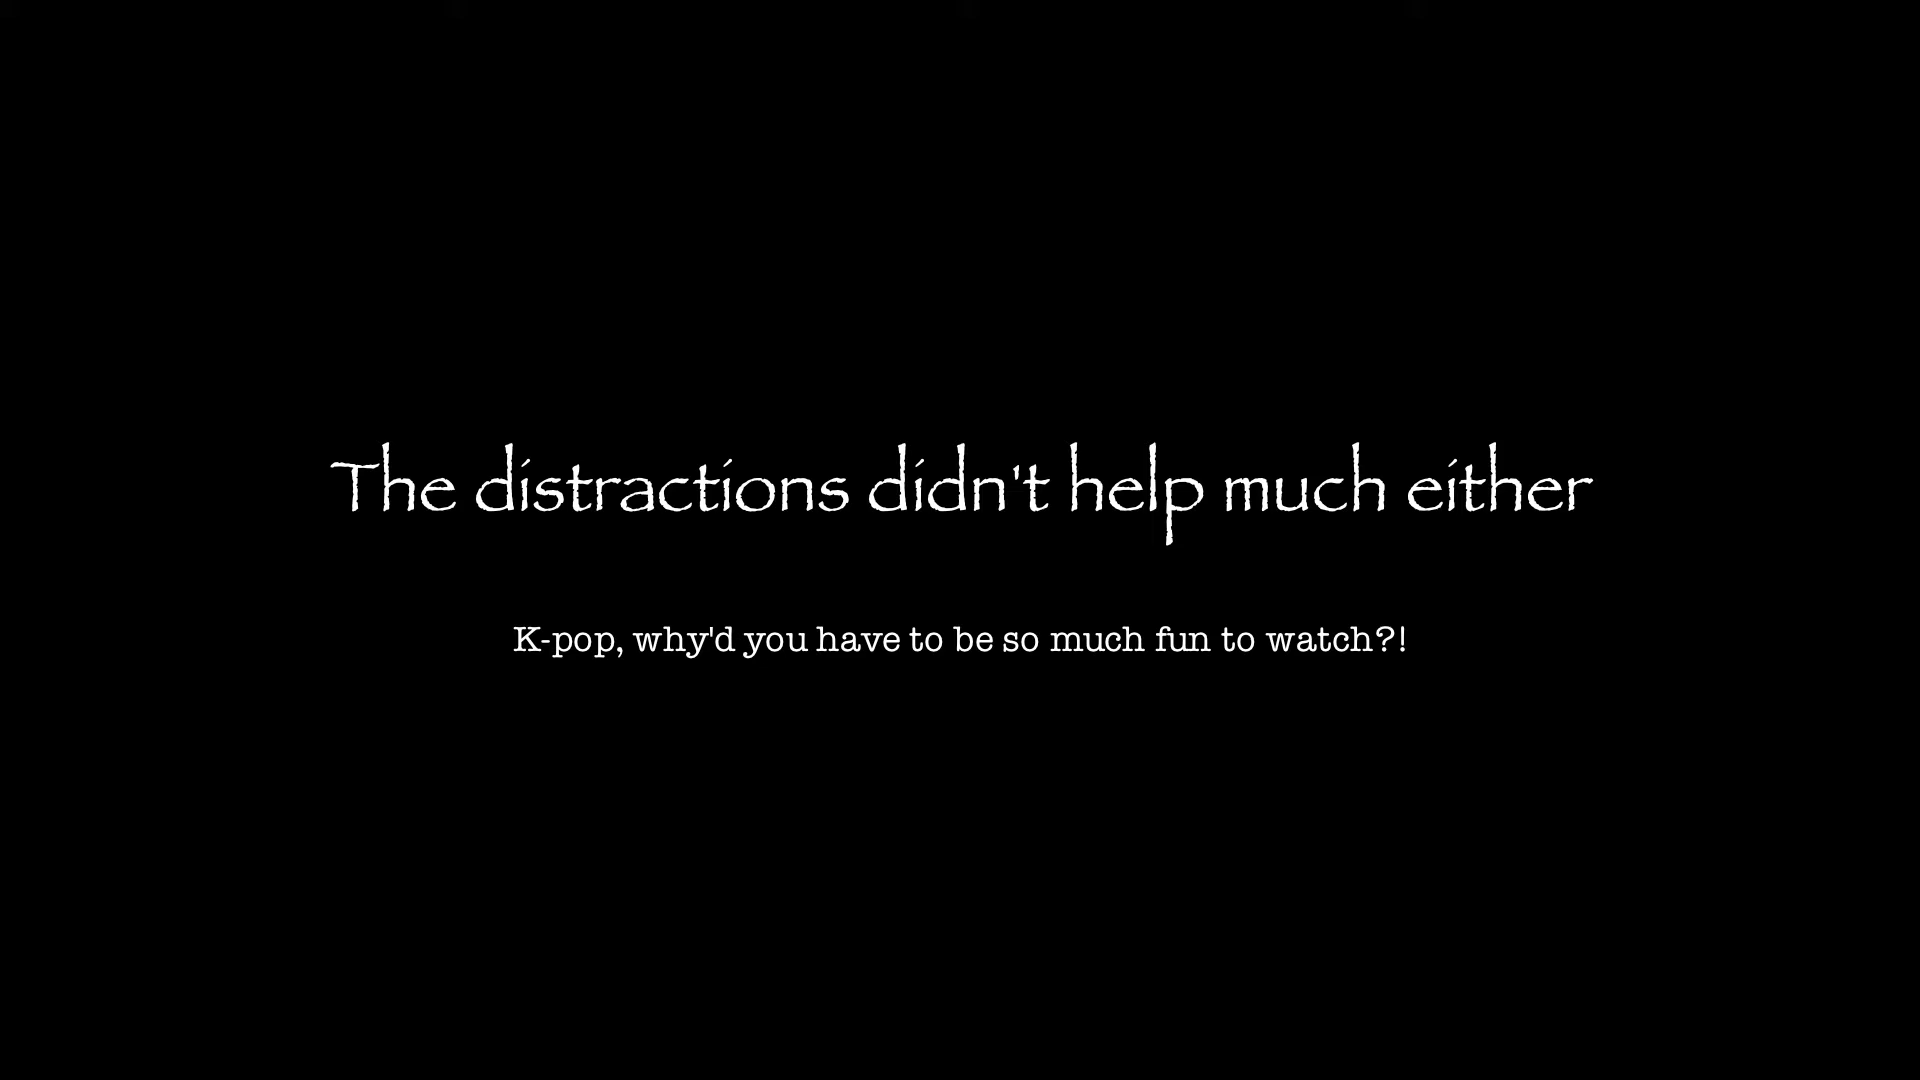 The distractions didn't help much either
K-pop, why'd you have to be so much fun to watch?!